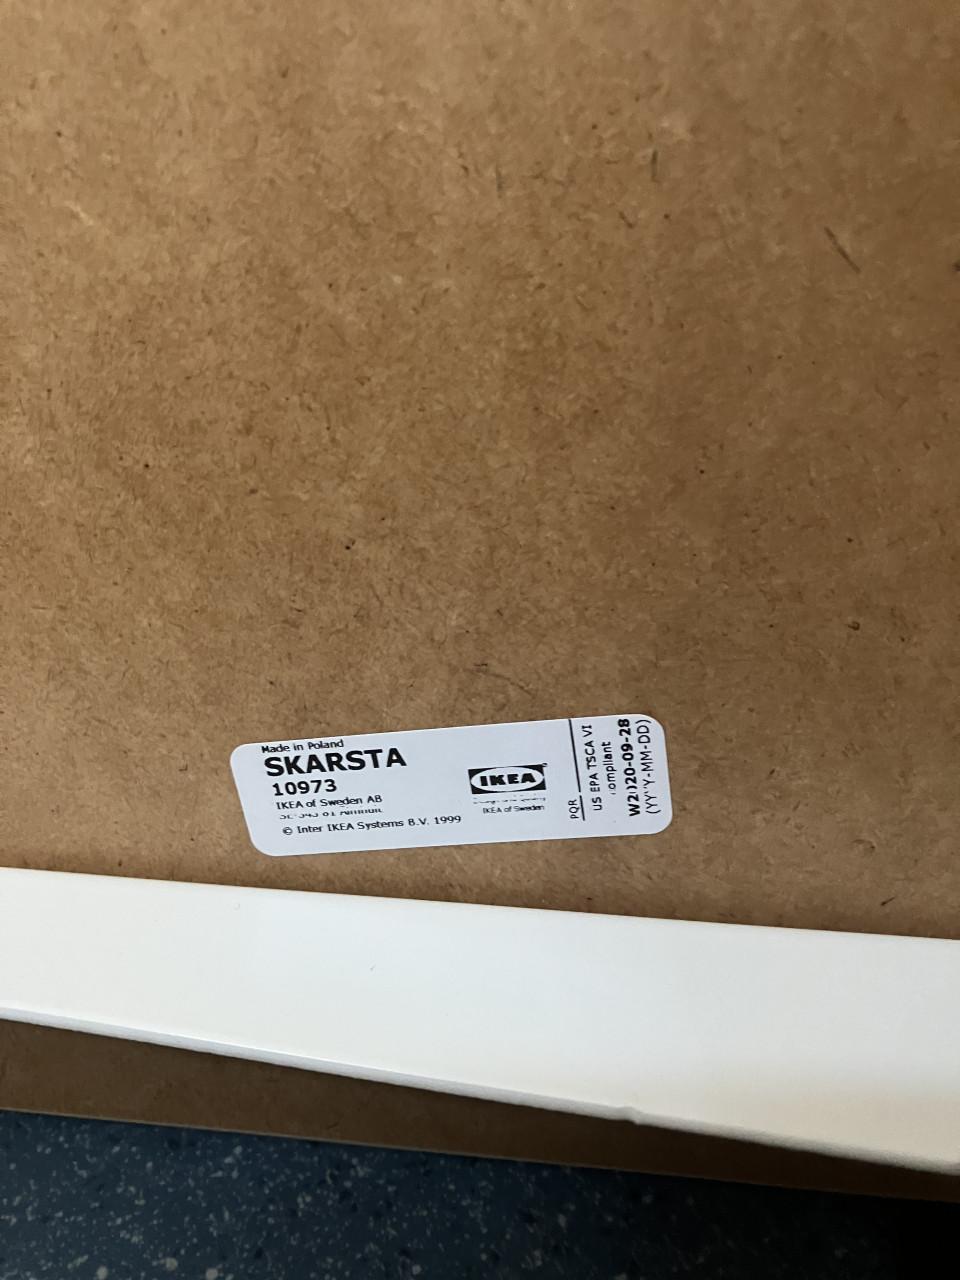 Made in Poland
SKARSTA
10973
IKEA of Sweden AB
© Inter IKEA Systems B.V. 1999
IKEA
IKEA of Sweden
PQR
US EPA TSCA VI
compliant
W2020-09-28
(YYYY-MM-DD)